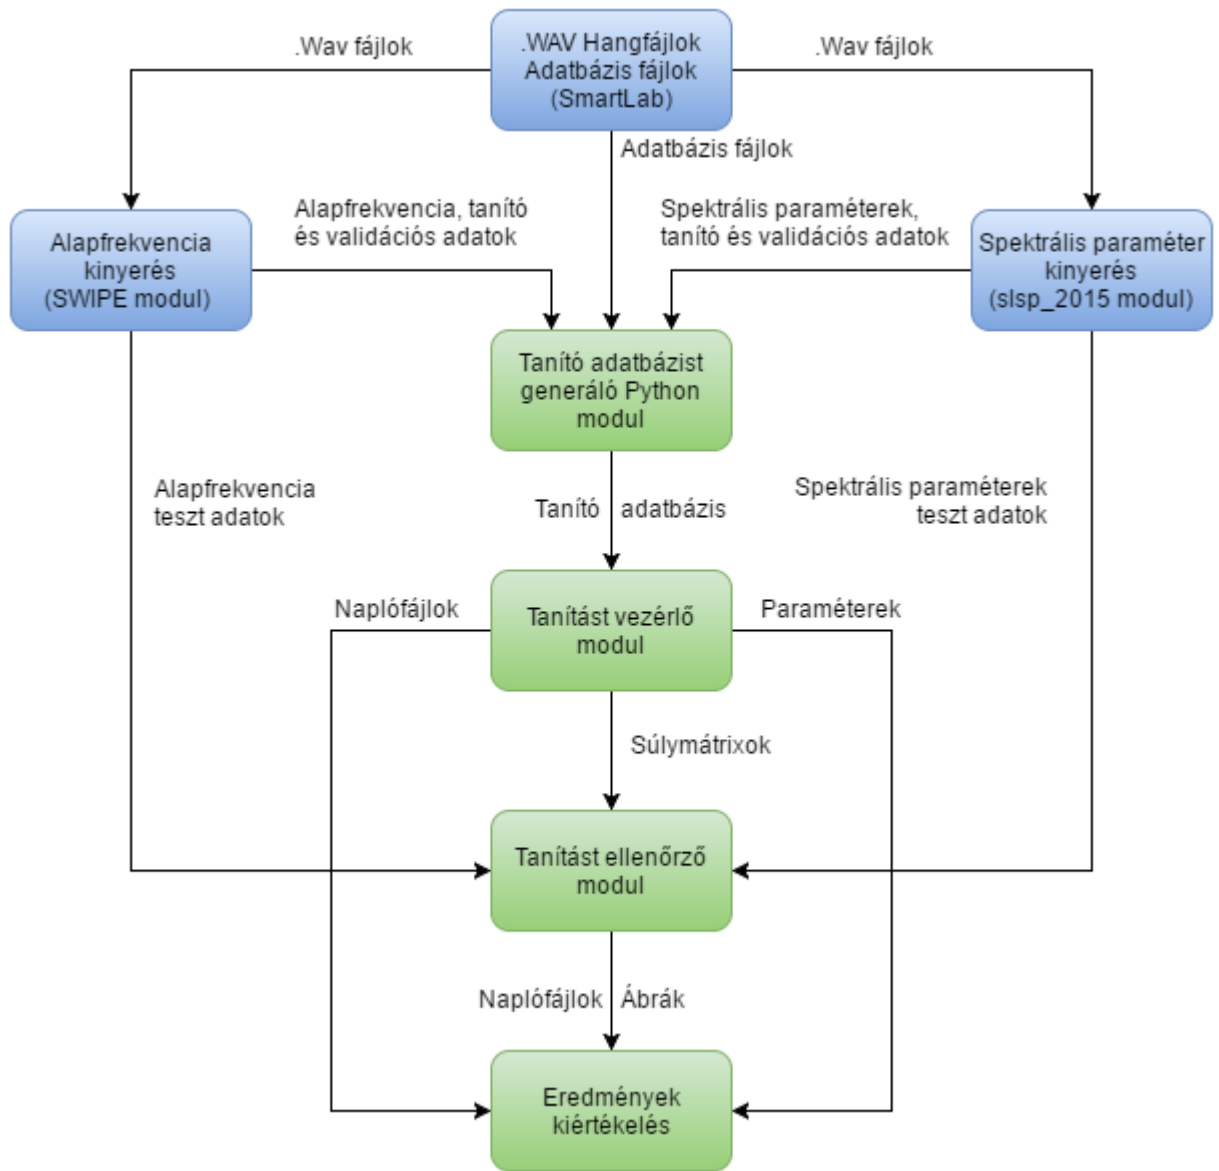 .Wav fájlok
.WAV Hangfájlok
Adatbázis fájlok
(SmartLab)
.Wav fájlok
Adatbázis fájlok
Alapfrekvencia
kinyerés
(SWIPE modul)
Alapfrekvencia, tanító
és validációs adatok
Spektrális paraméterek,
tanító és validációs adatok
Spektrális paraméter
kinyerés
(slsp_2015 modul)
Tanító adatbázist
generáló Python
modul
Alapfrekvencia
teszt adatok
Tanító adatbázis
Spektrális paraméterek
teszt adatok
Naplófájlok
Tanítást vezérlő
modul
Paraméterek
Súlymátrixok
Tanítást ellenőrző
modul
Naplófájlok Ábrák
Eredmények
kiértékelés